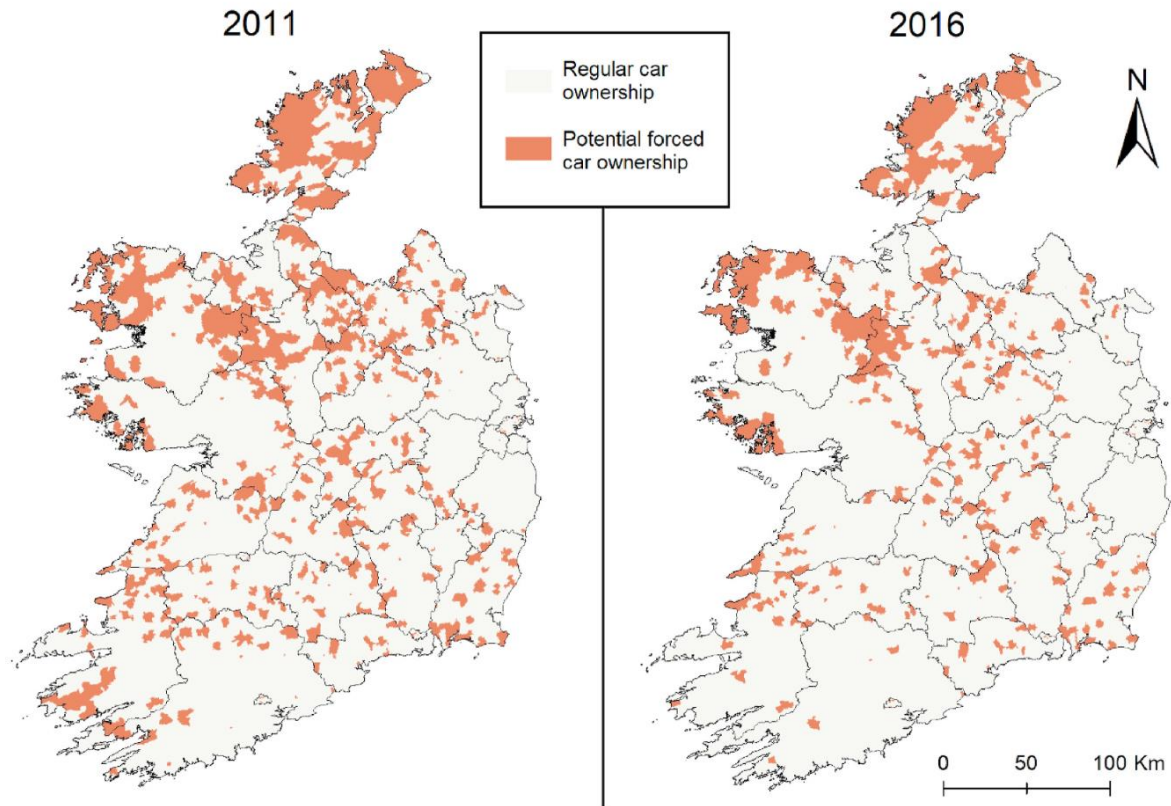 2011
2016
Regular car
ownership
Potential forced
car ownership
N
0 50 100 Km